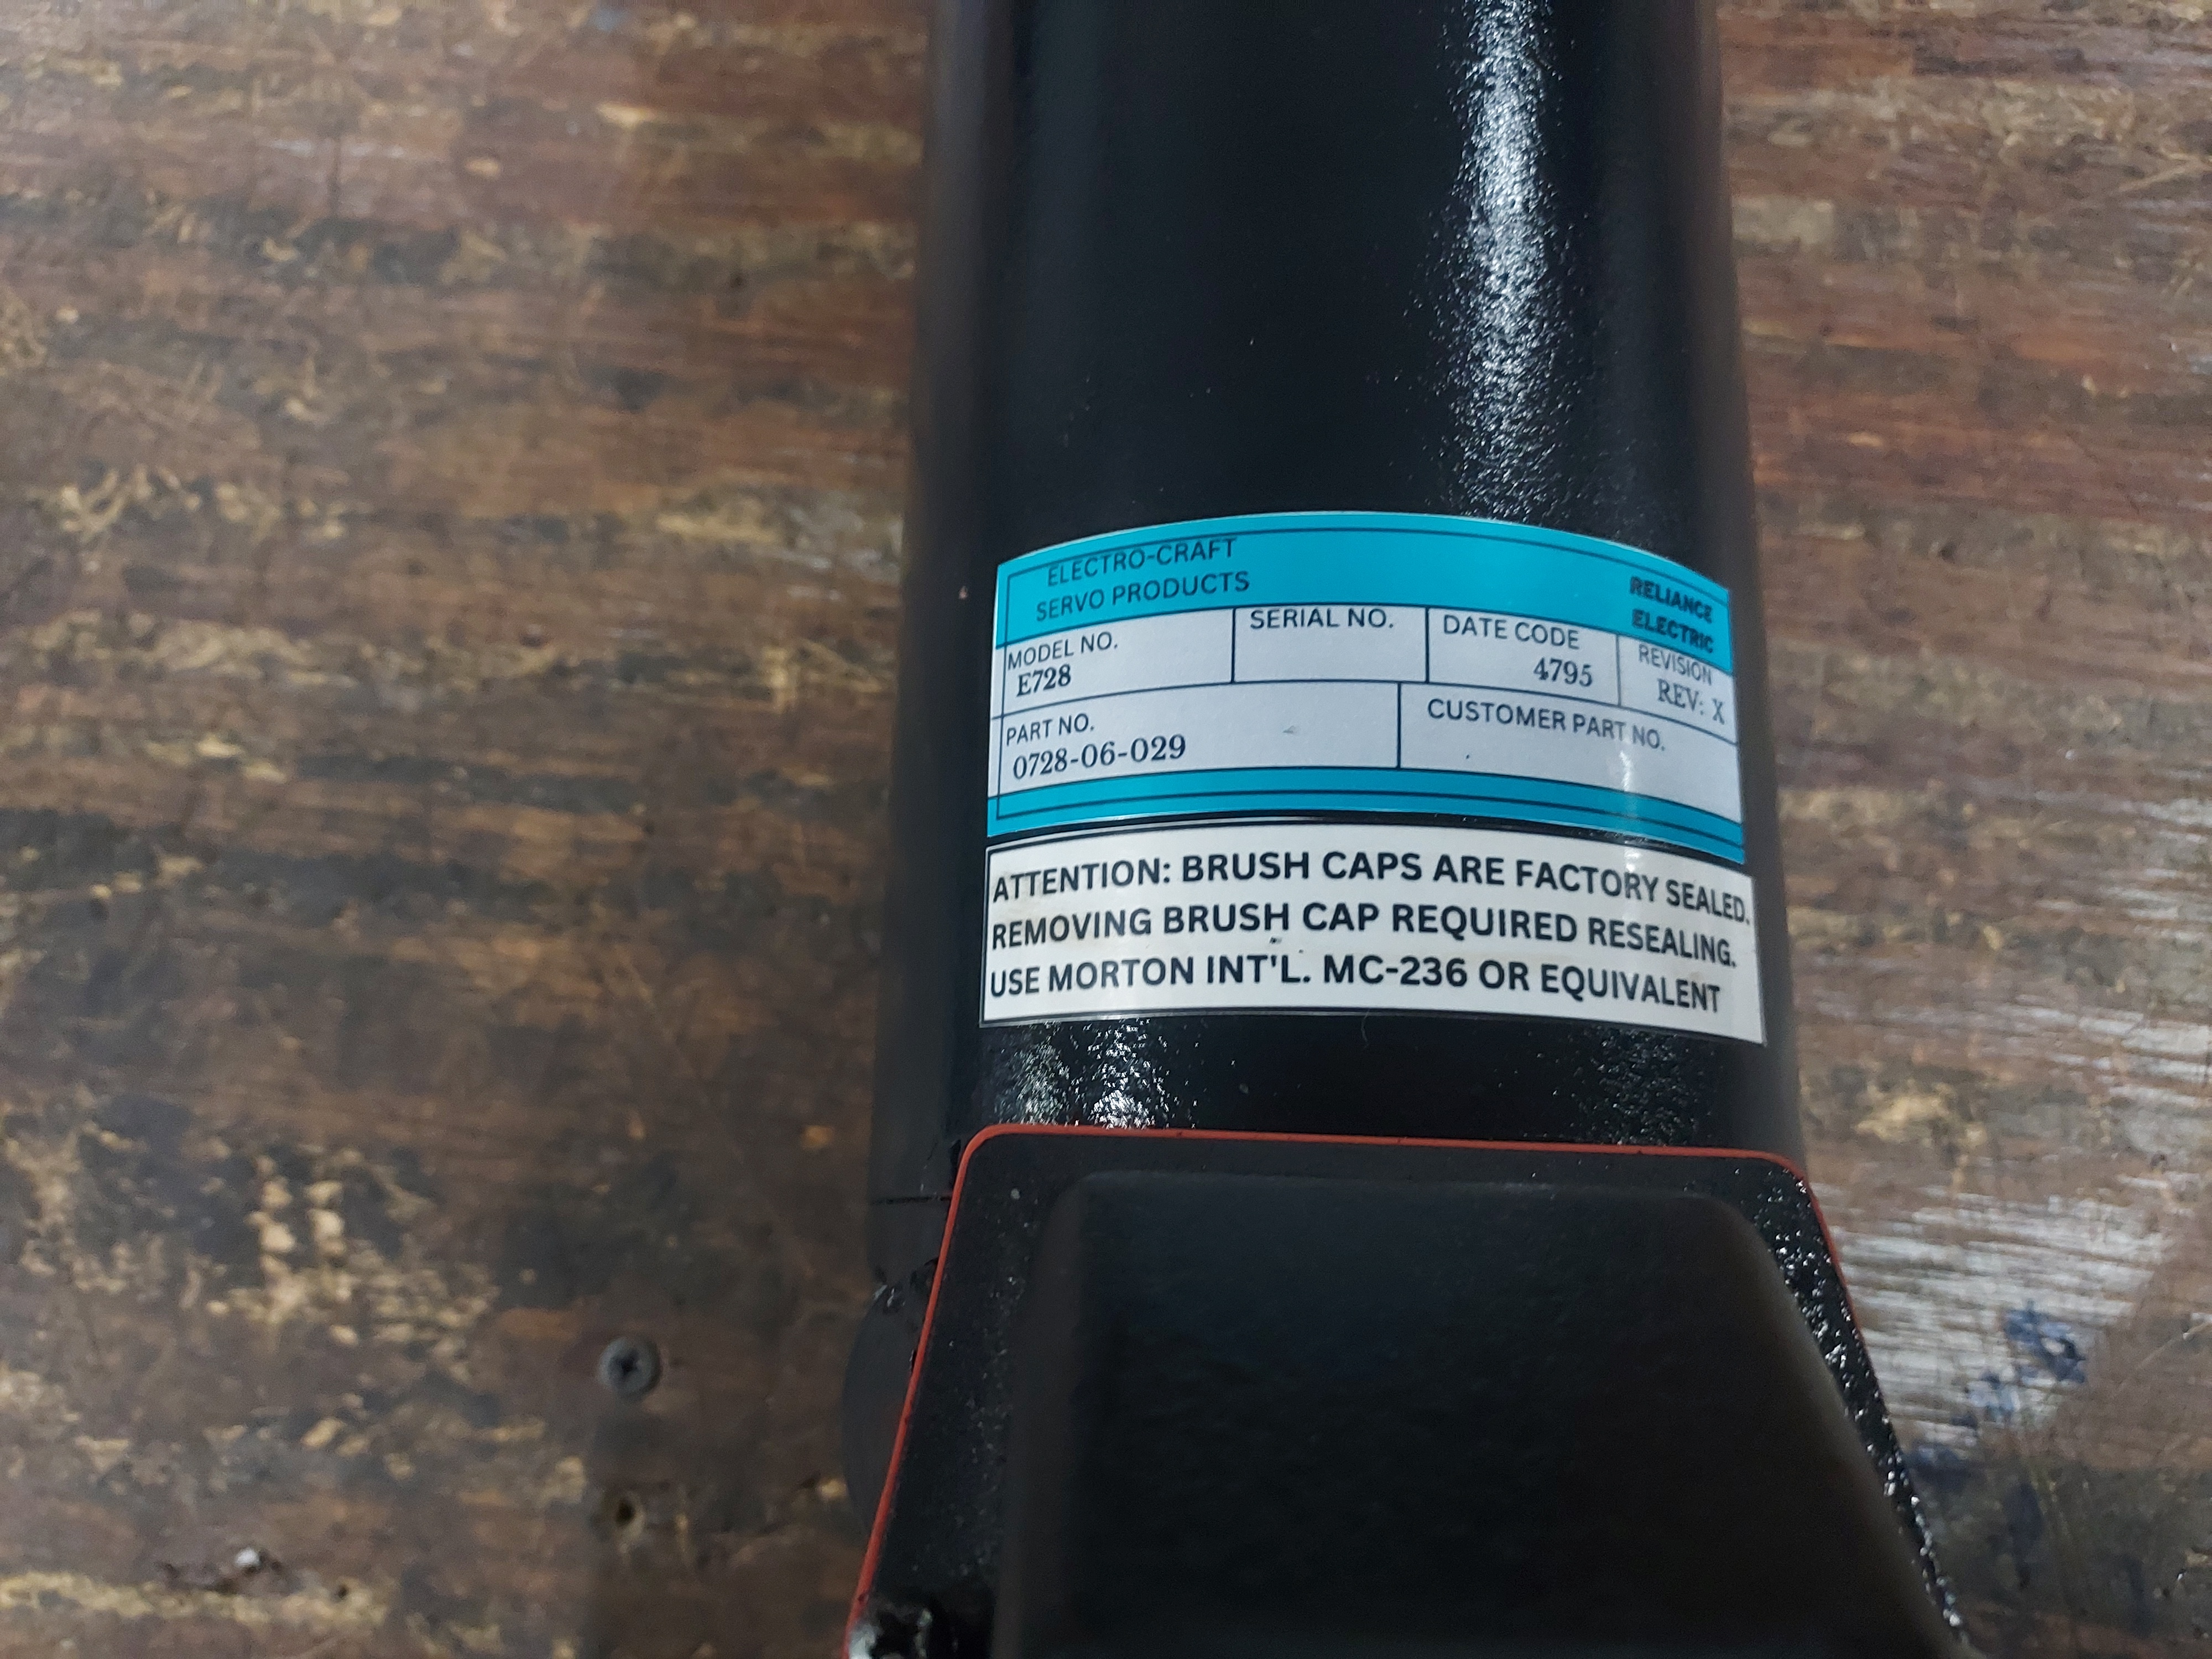 ELECTRO-CRAFT
SERVO PRODUCTS
RELIANCE
ELECTRIC
MODEL NO.
E728
SERIAL NO.
DATE CODE
4795
REVISION
REV: X
PART NO.
0728-06-029
CUSTOMER PART NO.
ATTENTION: BRUSH CAPS ARE FACTORY SEALED.
REMOVING BRUSH CAP REQUIRED RESEALING.
USE MORTON INT'L. MC-236 OR EQUIVALENT